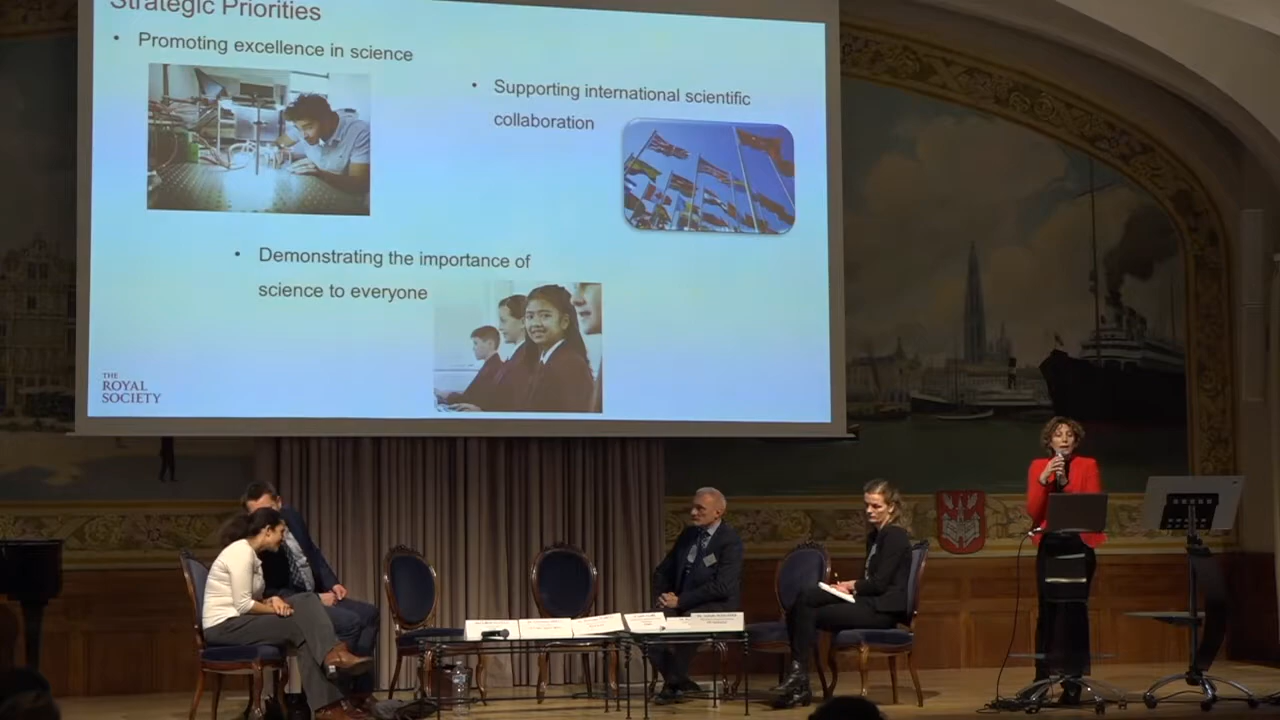 Strategic Priorities
• Promoting excellence in science
• Supporting international scientific
collaboration
• Demonstrating the importance of
science to everyone
THE
ROYAL
SOCIETY